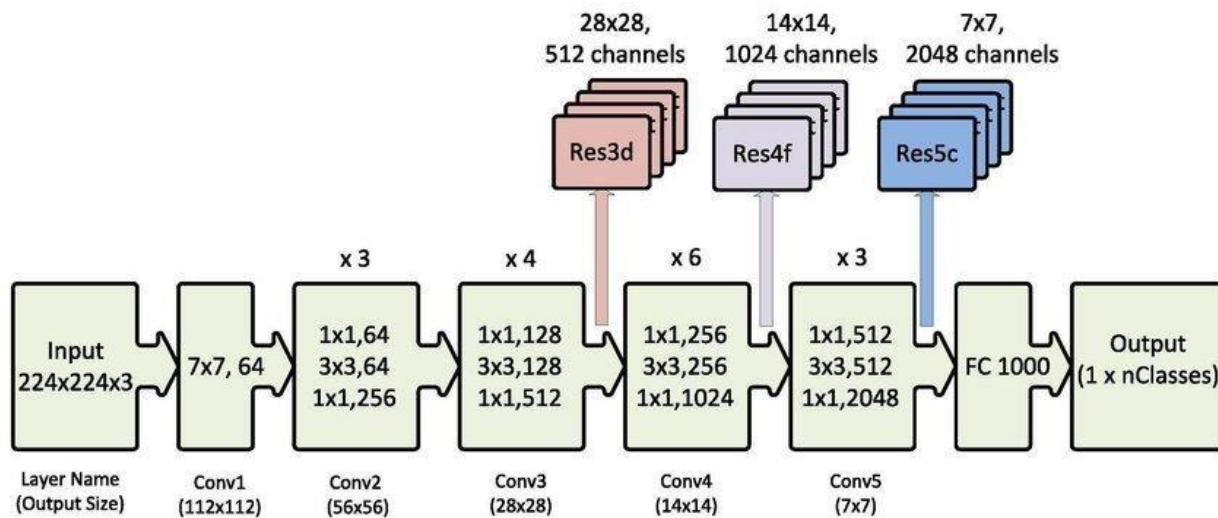 28x28,
512 channels
14x14,
1024 channels
7x7,
2048 channels
Res3d
Res4f
Res5c
x 3
x 4
x 6
x 3
Input
224x224x3
7x7, 64
1x1,64
3x3,64
1x1,256
1x1,128
3x3,128
1x1,512
1x1,256
3x3,256
1x1,1024
1x1,512
3x3,512
1x1,2048
FC 1000
Output
(1 x nClasses)
Layer Name
(Output Size)
Conv1
(112x112)
Conv2
(56x56)
Conv3
(28x28)
Conv4
(14x14)
Conv5
(7x7)